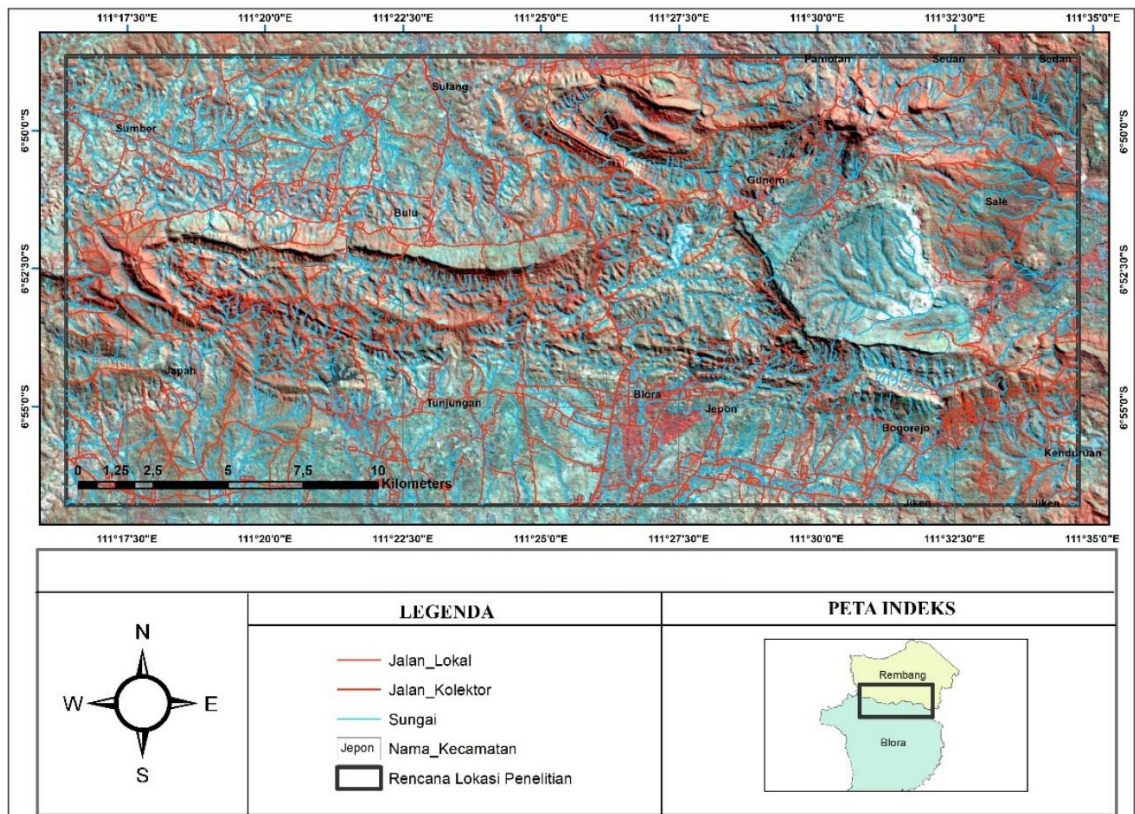 111°17'30"E 111°20'0"E 111°22'30"E 111°25'0"E 111°27'30"E 111°30'0"E 111°32'30"E 111°35'0"E
Pamotan Sedan Sedan
Sulang
6°50'0"S Sumber 6°50'0"S
Gunem
Sale
Bulu
6°52'30"S 6°52'30"S
Japah
Tunjungan Blora Jepon
6°55'0"S 6°55'0"S
Bogorejo
Kenduruan
0 1,25 2,5 5 7,5 10
Kilometers
Jiken Jiken
111°17'30"E 111°20'0"E 111°22'30"E 111°25'0"E 111°27'30"E 111°30'0"E 111°32'30"E 111°35'0"E
N
W E
S
LEGENDA
Jalan_Lokal
Jalan_Kolektor
Sungai
Jepon Nama_Kecamatan
Rencana Lokasi Penelitian
PETA INDEKS
Rembang
Blora